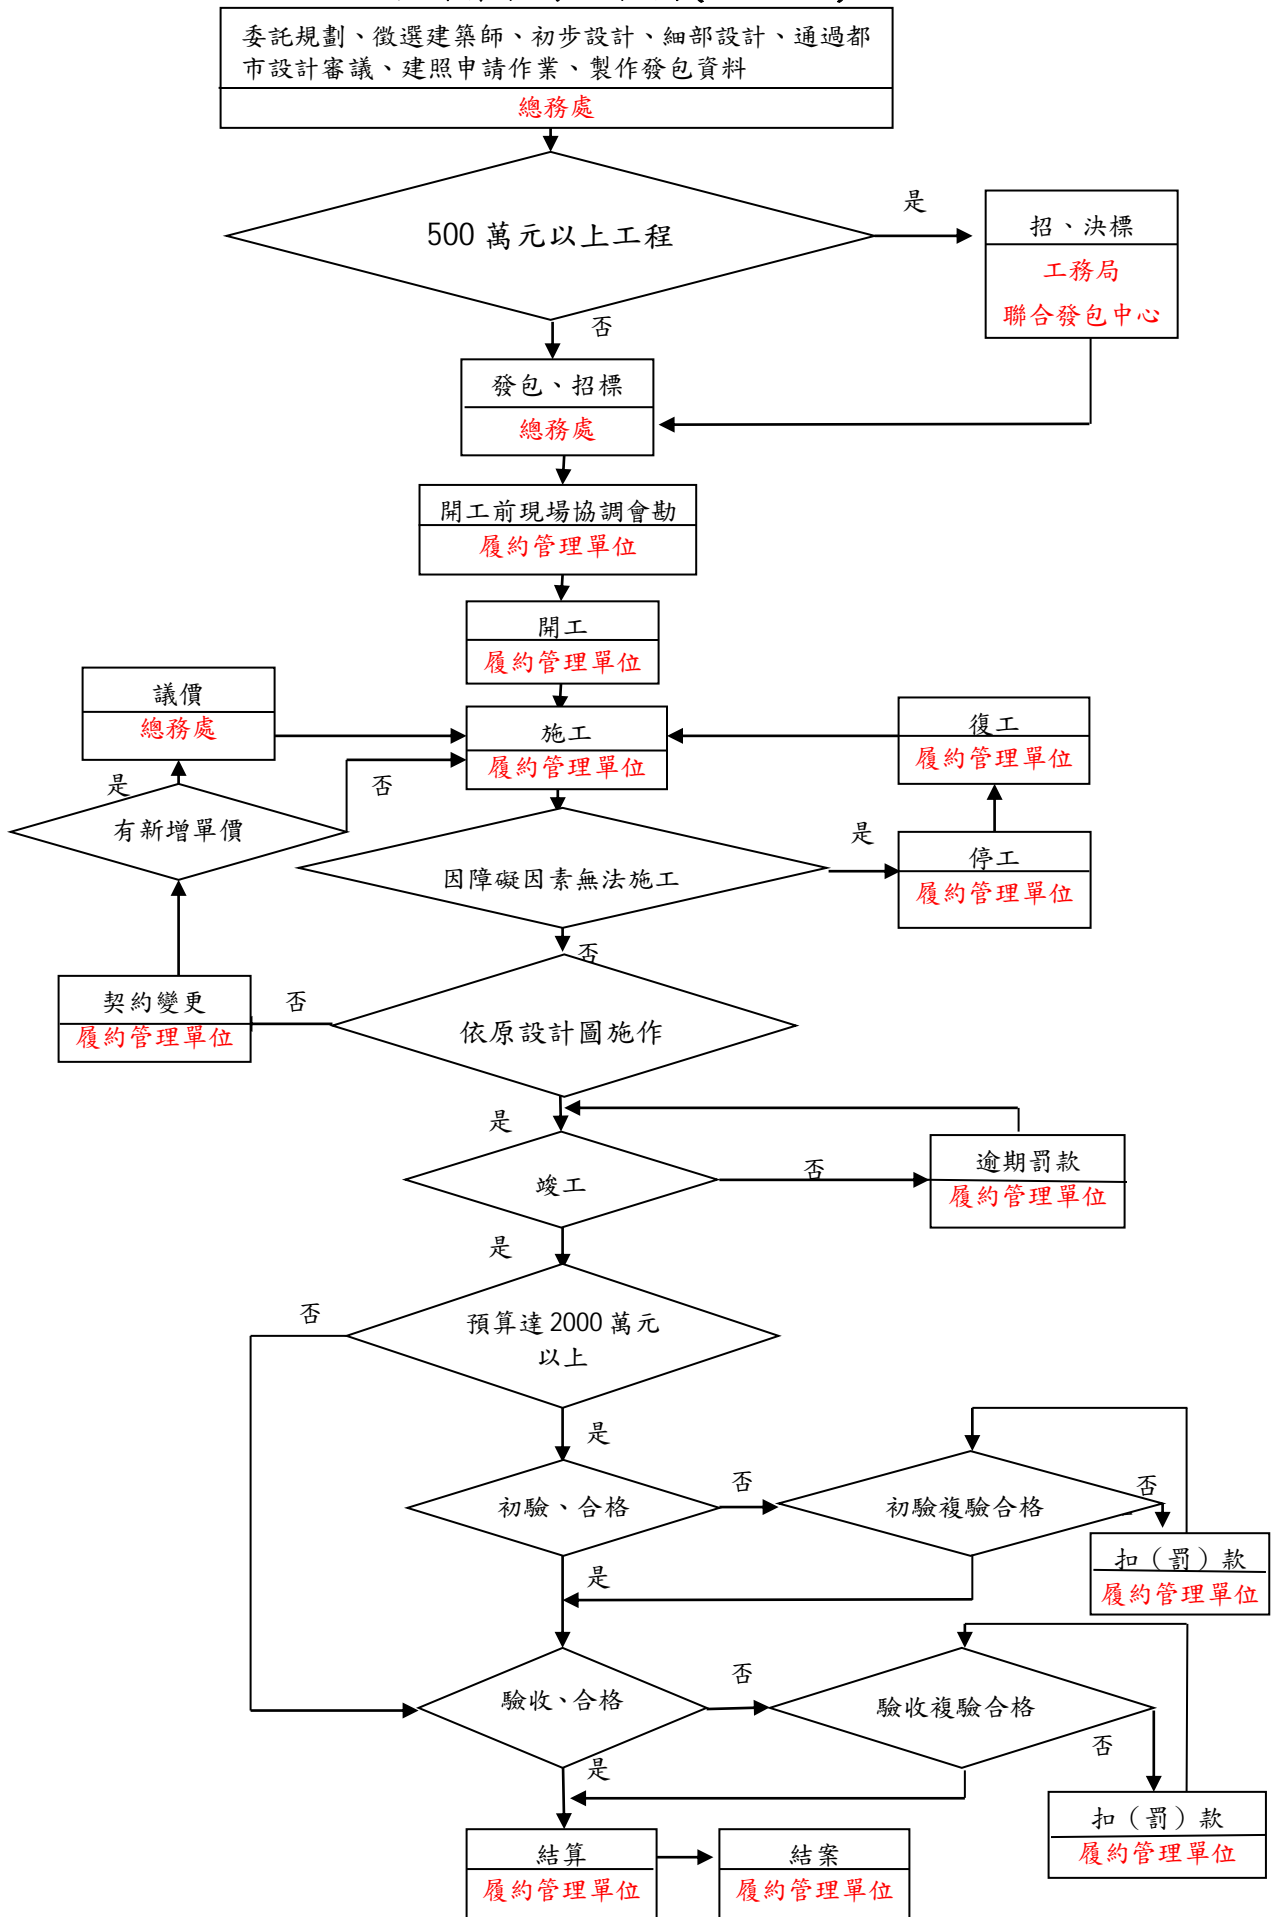 委託規劃、徵選建築師、初步設計、細部設計、通過都
市設計審議、建照申請作業、製作發包資料
總務處
500 萬元以上工程
是
招、決標
工務局
聯合發包中心
否
發包、招標
總務處
開工前現場協調會勘
履約管理單位
開工
履約管理單位
議價
總務處
施工
履約管理單位
復工
履約管理單位
是
否
有新增單價
因障礙因素無法施工
是
停工
履約管理單位
否
契約變更
履約管理單位
否
依原設計圖施作
是
竣工
否
逾期罰款
履約管理單位
是
否
預算達 2000 萬元
以上
是
初驗、合格
否
初驗複驗合格
否
扣（罰）款
履約管理單位
是
驗收、合格
否
驗收複驗合格
否
扣（罰）款
履約管理單位
是
結算
履約管理單位
結案
履約管理單位